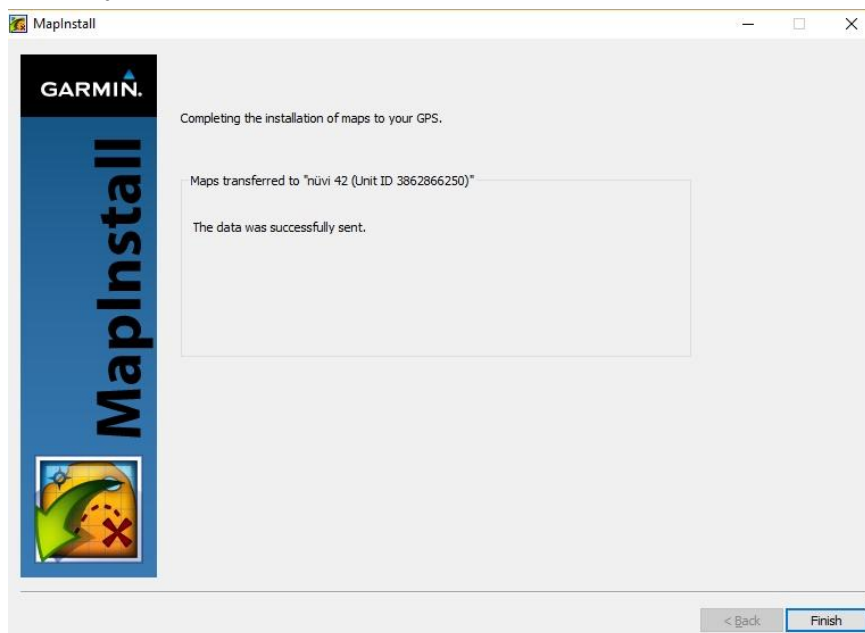 MapInstall
GARMIN.
MapInstall
Completing the installation of maps to your GPS.
Maps transferred to "nüvi 42 (Unit ID 3862866250)"
The data was successfully sent.
< Back
Finish